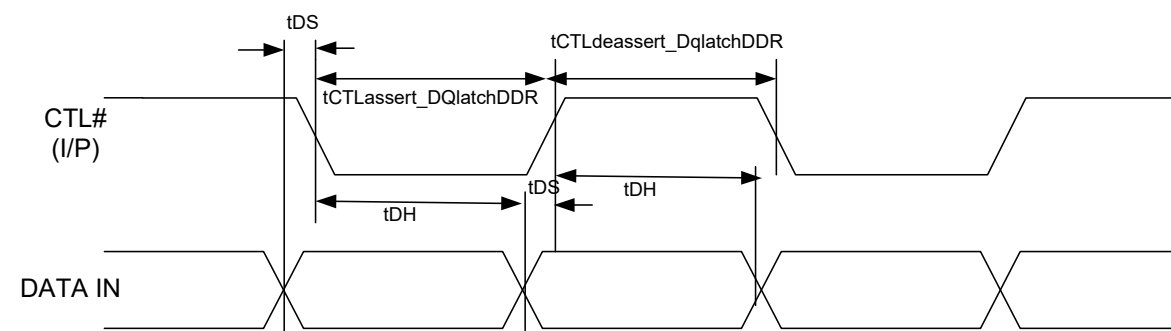 tDS
tCTLdeassert_DqlatchDDR
tCTLassert_DQlatchDDR
CTL#
(I/P)
tDS
tDH
tDH
DATA IN